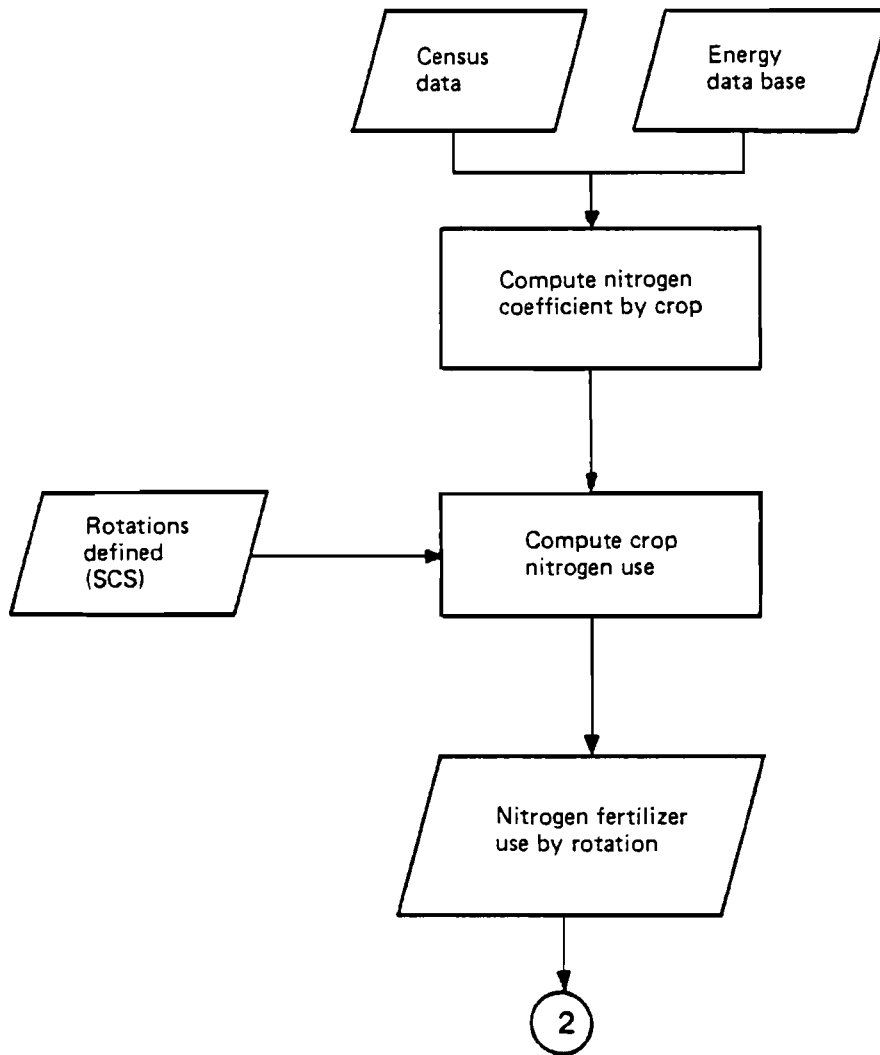 Census
data
Energy
data base
Compute nitrogen
coefficient by crop
Rotations
defined
(SCS)
Compute crop
nitrogen use
Nitrogen fertilizer
use by rotation
2